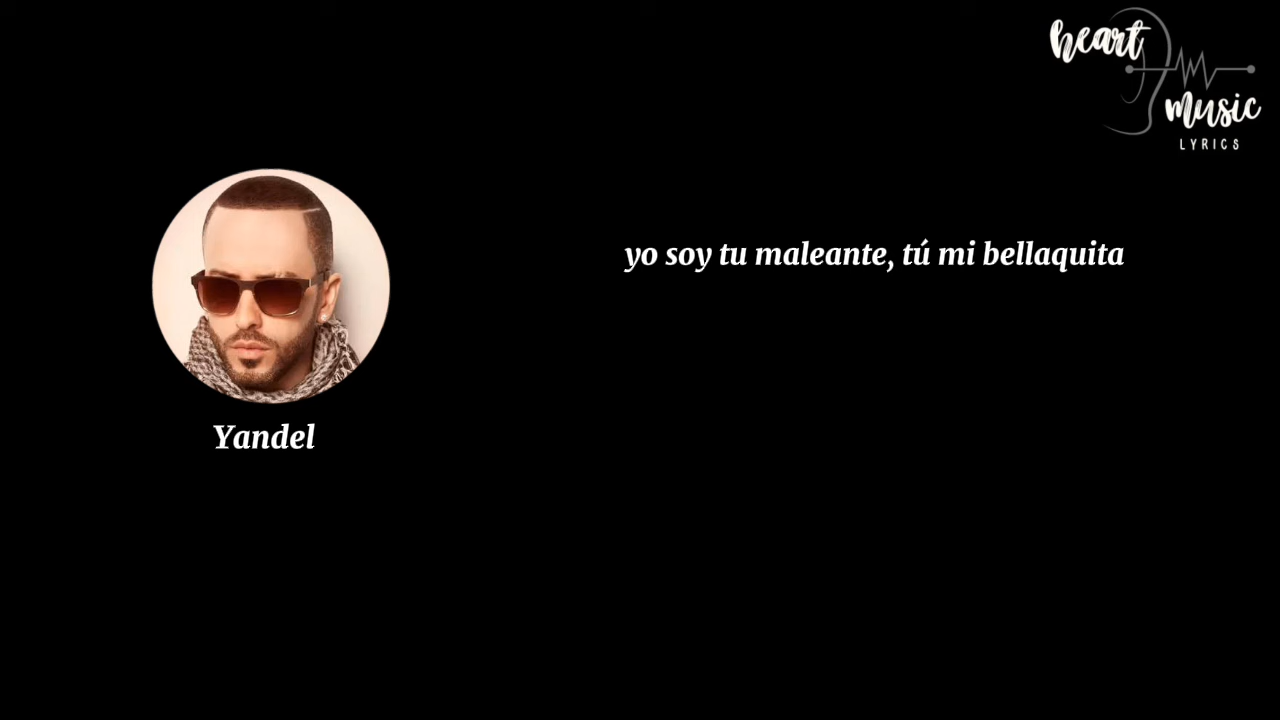 heart
music
LYRICS
yo soy tu maleante, tú mi bellaquita
Yandel